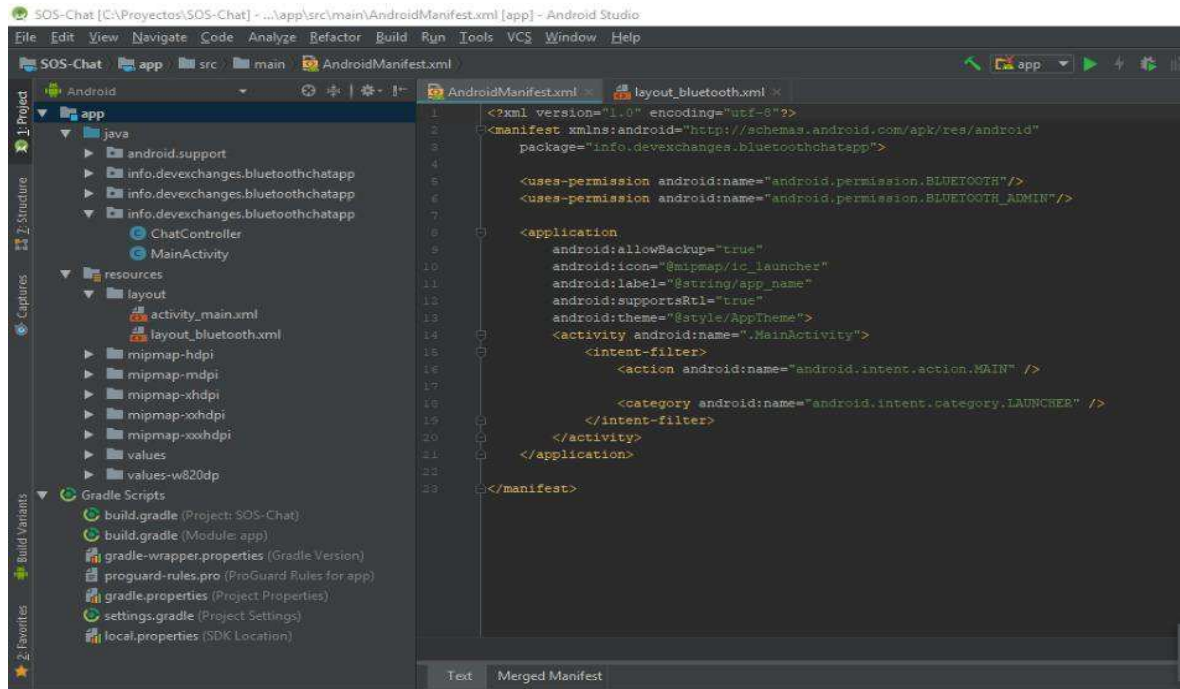 SOS-Chat [C:\Proyectos\SOS-Chat] - ...\app\src\main\AndroidManifest.xml [app] - Android Studio
File Edit View Navigate Code Analyze Refactor Build Run Tools VCS Window Help
SOS-Chat app src main AndroidManifest.xml app
1: Project
Z: Structure
Captures
Build Variants
2: Favorites
Android
app
java
android.support
info.devexchanges.bluetoothchatapp
info.devexchanges.bluetoothchatapp
info.devexchanges.bluetoothchatapp
ChatController
MainActivity
resources
layout
activity_main.xml
layout_bluetooth.xml
mipmap-hdpi
mipmap-mdpi
mipmap-xhdpi
mipmap-xxhdpi
mipmap-xxxhdpi
values
values-w820dp
Gradle Scripts
build.gradle (Project: SOS-Chat)
build.gradle (Module: app)
gradle-wrapper.properties (Gradle Version)
proguard-rules.pro (ProGuard Rules for app)
gradle.properties (Project Properties)
settings.gradle (Project Settings)
local.properties (SDK Location)
AndroidManifest.xml layout_bluetooth.xml
1 <?xml version="1.0" encoding="utf-8"?>
2 <manifest xmlns:android="http://schemas.android.com/apk/res/android"
3 package="info.devexchanges.bluetoothchatapp">
4
5 <uses-permission android:name="android.permission.BLUETOOTH"/>
6 <uses-permission android:name="android.permission.BLUETOOTH_ADMIN"/>
7
8 <application
9 android:allowBackup="true"
10 android:icon="@mipmap/ic_launcher"
11 android:label="@string/app_name"
12 android:supportsRtl="true"
13 android:theme="@style/AppTheme">
14 <activity android:name=".MainActivity">
15 <intent-filter>
16 <action android:name="android.intent.action.MAIN" />
17
18 <category android:name="android.intent.category.LAUNCHER" />
19 </intent-filter>
20 </activity>
21 </application>
22
23 </manifest>
Text Merged Manifest